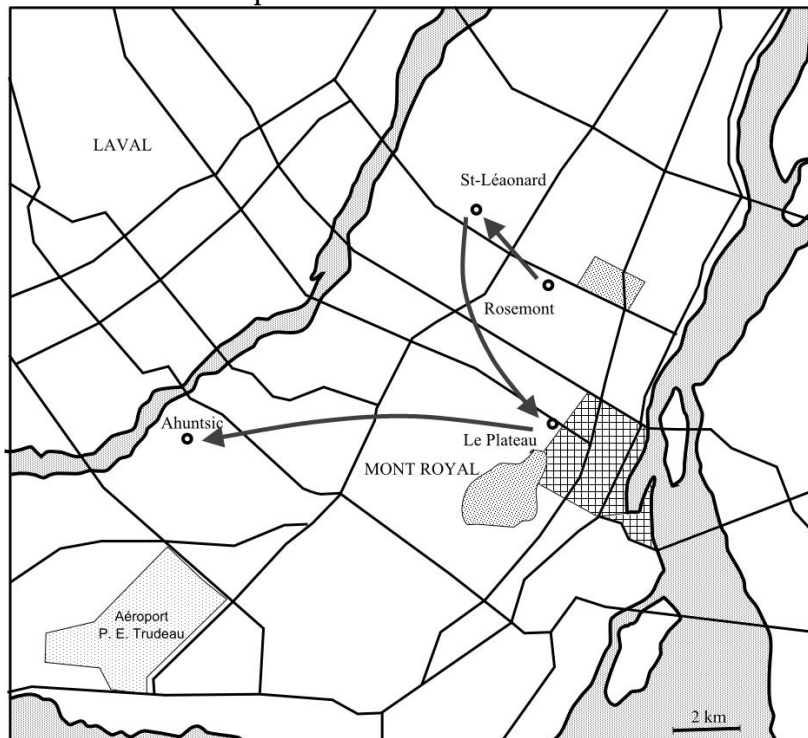 LAVAL
St-Léaonard
Rosemont
Ahuntsic
Le Plateau
MONT ROYAL
Aéroport
P. E. Trudeau
2 km